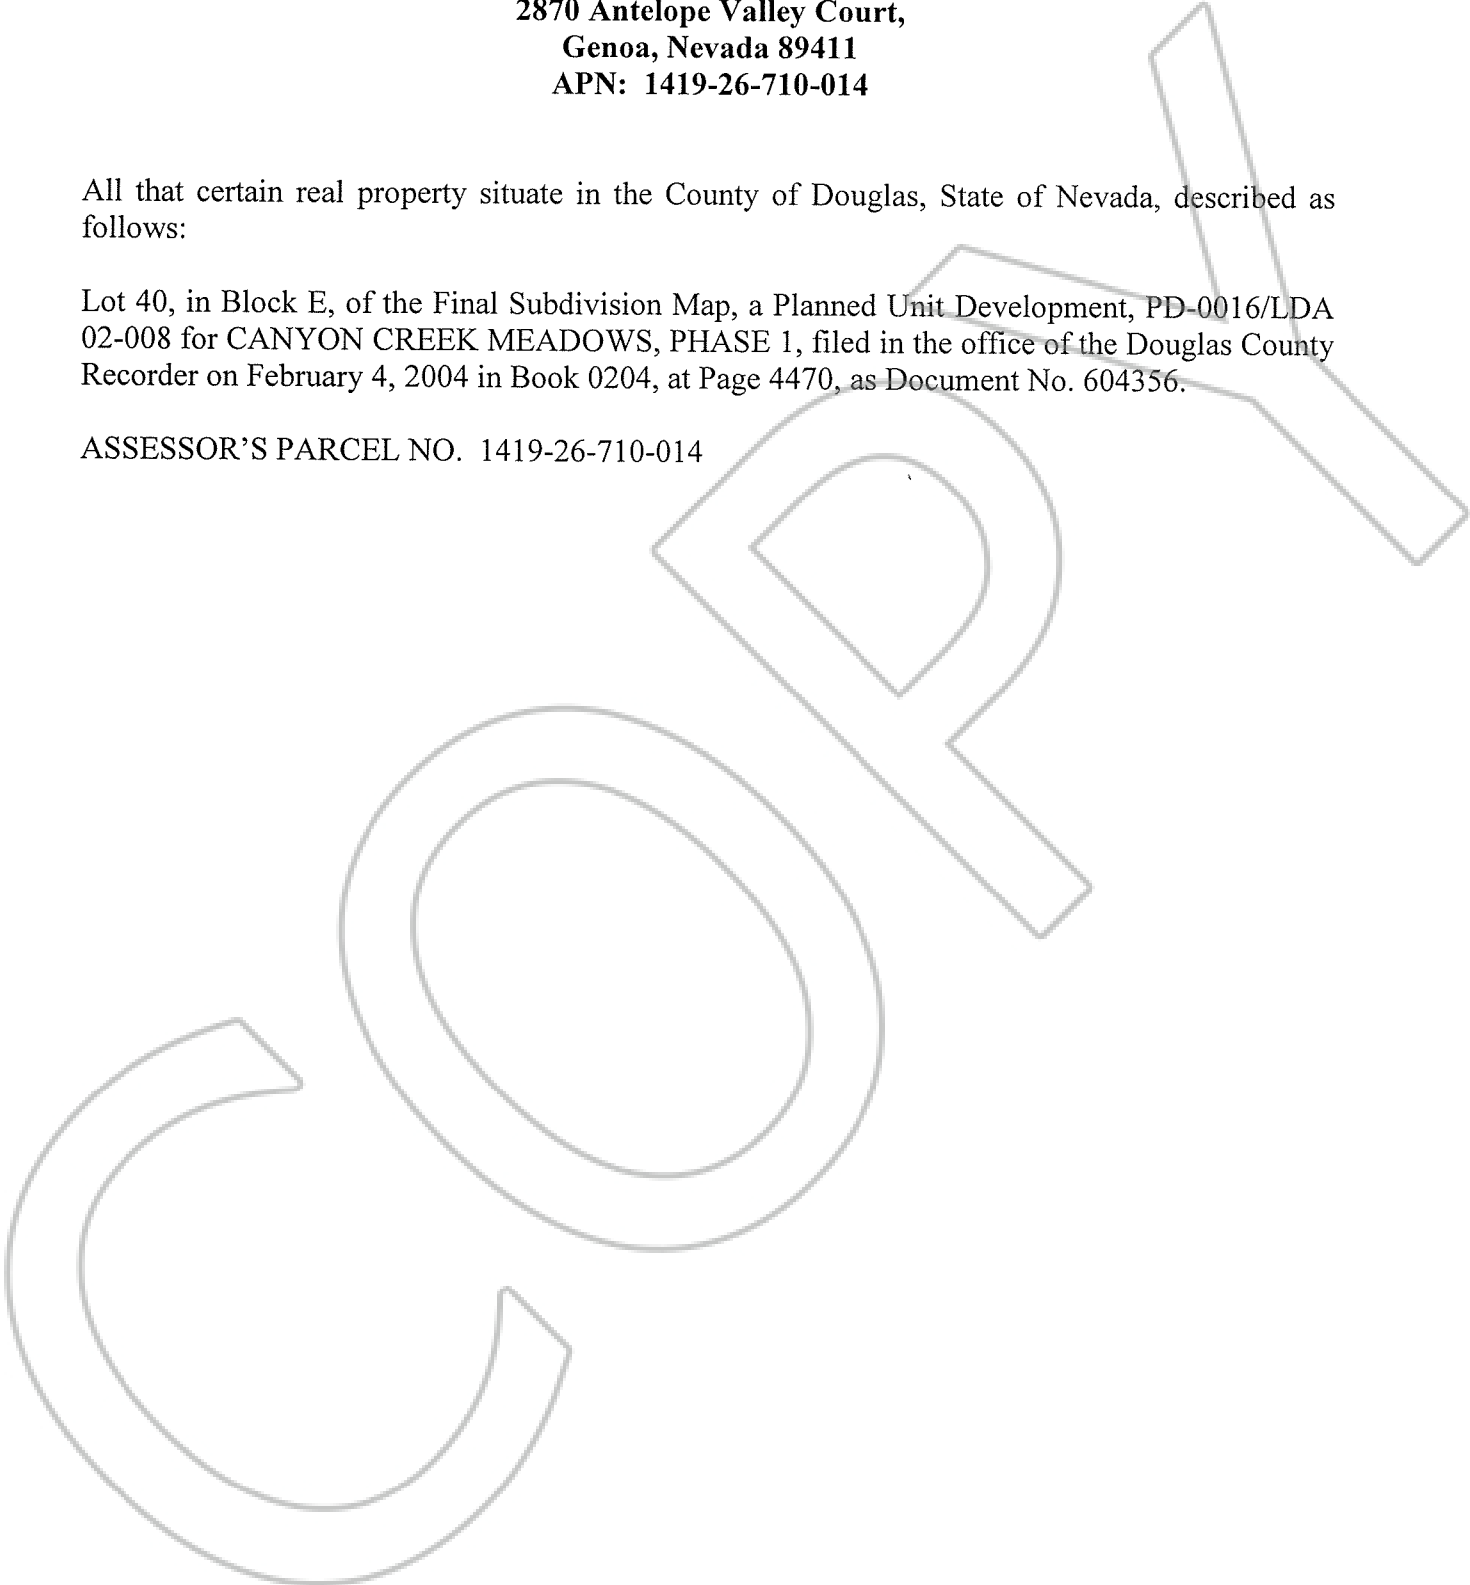 2870 Antelope Valley Court,
Genoa, Nevada 89411
APN: 1419-26-710-014
All that certain real property situate in the County of Douglas, State of Nevada, described as
follows:
Lot 40, in Block E, of the Final Subdivision Map, a Planned Unit Development, PD-0016/LDA
02-008 for CANYON CREEK MEADOWS, PHASE 1, filed in the office of the Douglas County
Recorder on February 4, 2004 in Book 0204, at Page 4470, as Document No. 604356.
ASSESSOR'S PARCEL NO. 1419-26-710-014
COPY